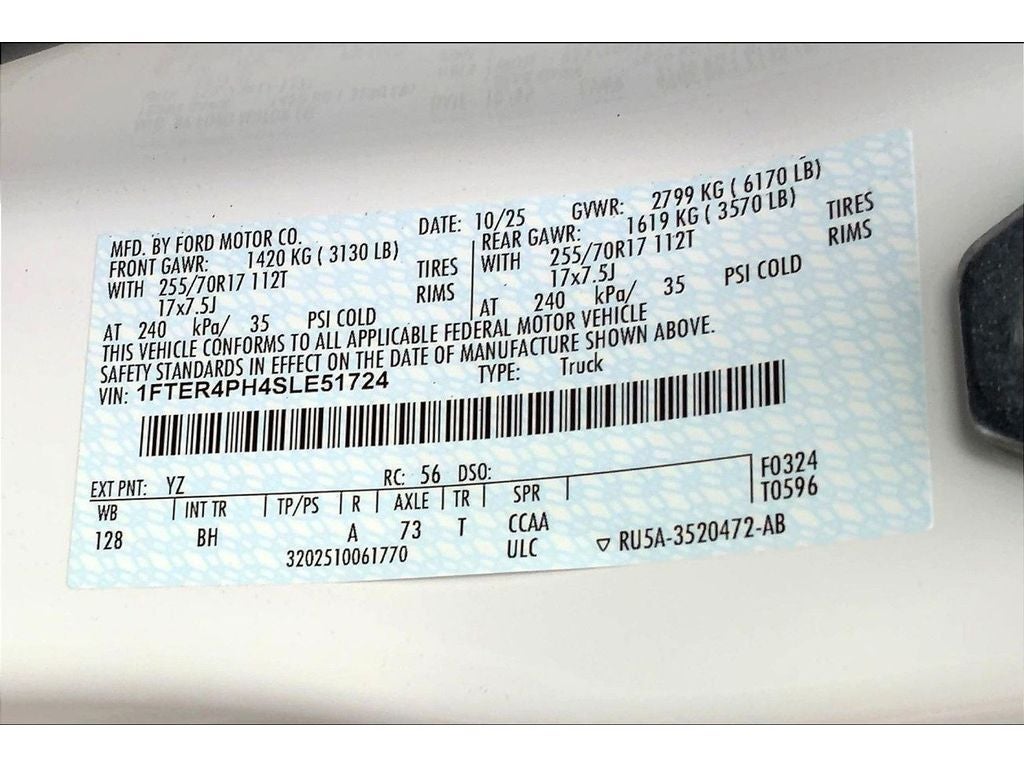 MFD. BY FORD MOTOR CO. DATE: 10/25 GVWR: 2799 KG ( 6170 LB)
FRONT GAWR: 1420 KG ( 3130 LB) REAR GAWR: 1619 KG ( 3570 LB)
WITH 255/70R17 112T TIRES WITH 255/70R17 112T TIRES
17x7.5J RIMS 17x7.5J RIMS
AT 240 kPa/ 35 PSI COLD AT 240 kPa/ 35 PSI COLD
THIS VEHICLE CONFORMS TO ALL APPLICABLE FEDERAL MOTOR VEHICLE
SAFETY STANDARDS IN EFFECT ON THE DATE OF MANUFACTURE SHOWN ABOVE.
VIN: 1FTER4PH4SLE51724 TYPE: Truck
EXT PNT: YZ RC: 56 DSO: F0324
WB INT TR TP/PS R AXLE TR SPR T0596
128 BH A 73 T CCAA
3202510061770 ULC ▽ RU5A-3520472-AB